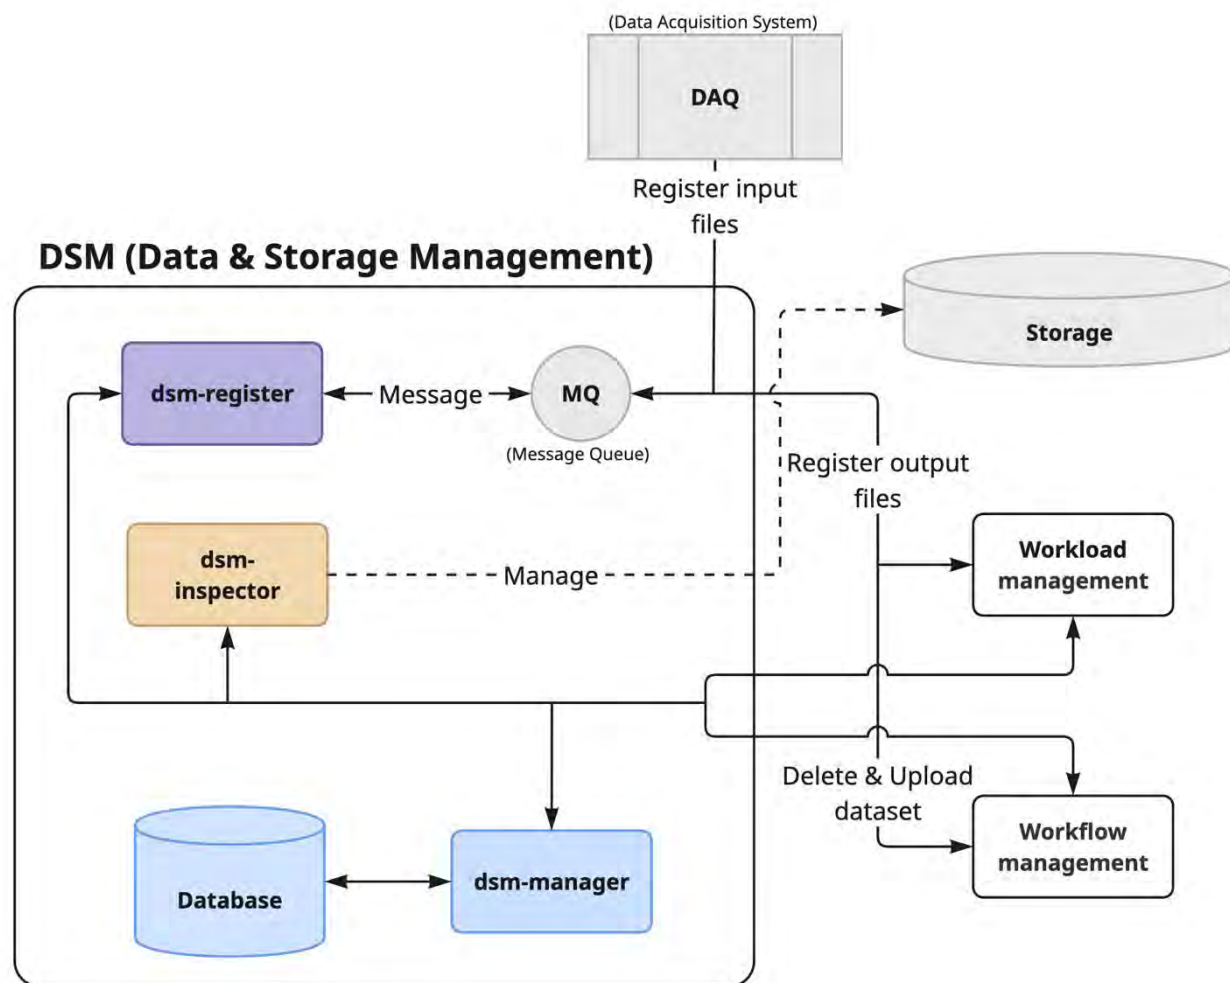 (Data Acquisition System)
DAQ
Register input
files
DSM (Data & Storage Management)
Storage
dsm-register
Message
MQ
(Message Queue)
Register output
files
dsm-
inspector
Manage
Workload
management
Delete & Upload
dataset
Workflow
management
Database
dsm-manager